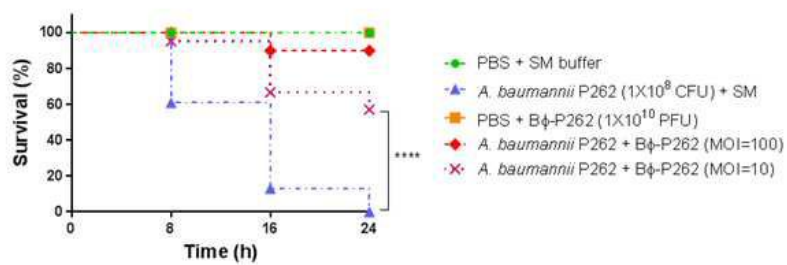 100
80
60
40
20
0
Survival (%)
0 8 16 24
Time (h)
****
PBS + SM buffer
A. baumannii P262 (1X10⁸ CFU) + SM
PBS + Bϕ-P262 (1X10¹⁰ PFU)
A. baumannii P262 + Bϕ-P262 (MOI=100)
A. baumannii P262 + Bϕ-P262 (MOI=10)